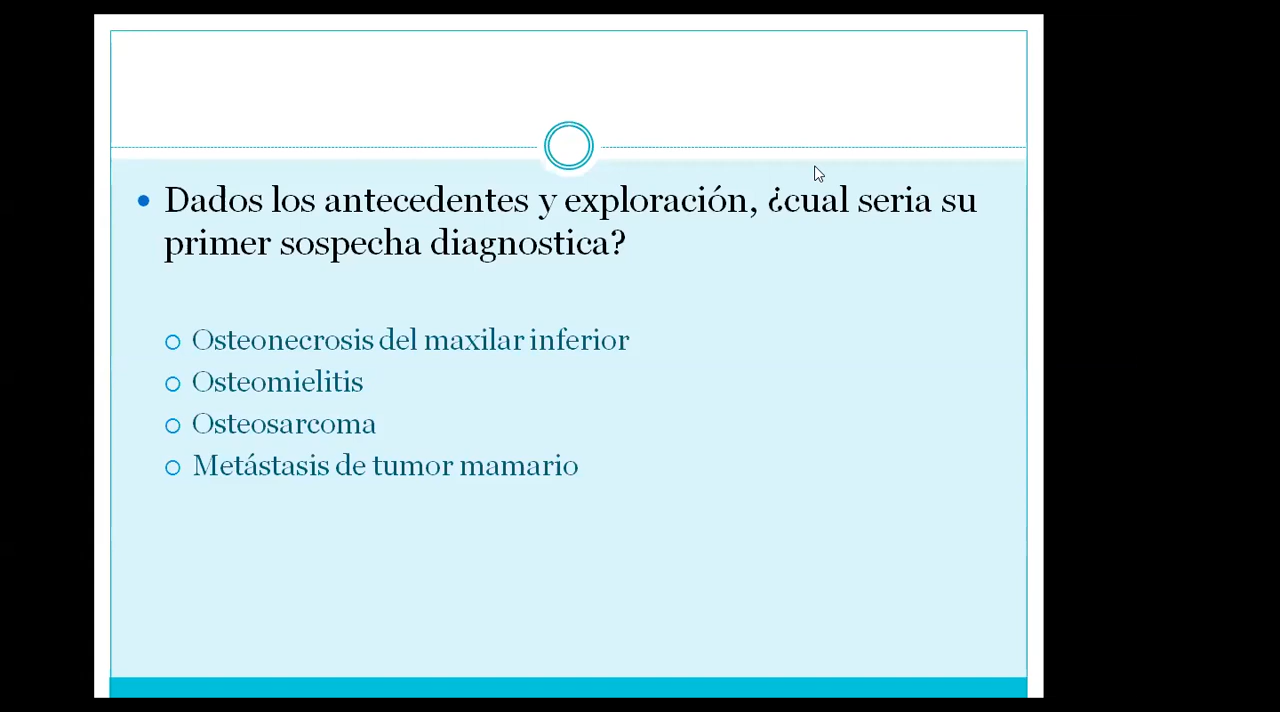 Dados los antecedentes y exploración, ¿cual seria su
primer sospecha diagnostica?
Osteonecrosis del maxilar inferior
Osteomielitis
Osteosarcoma
Metástasis de tumor mamario